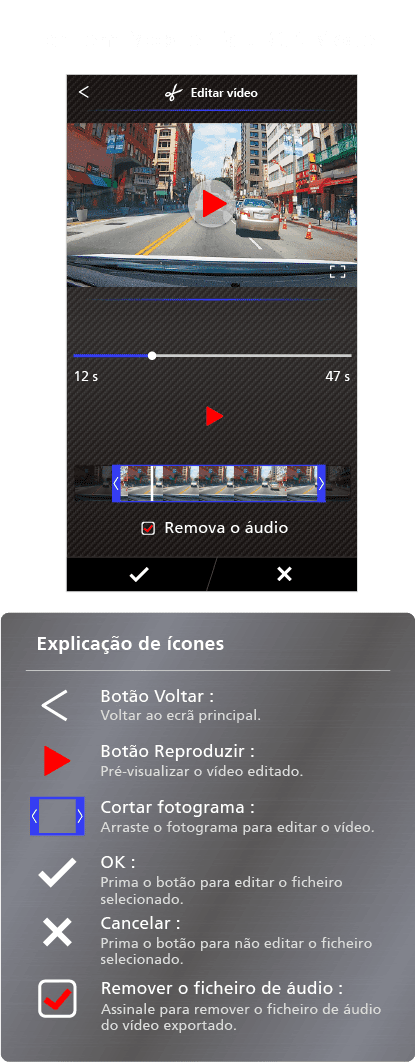 Editar vídeo
12 s
47 s
Remova o áudio
Explicação de ícones
Botão Voltar :
Voltar ao ecrã principal.
Botão Reproduzir :
Pré-visualizar o vídeo editado.
Cortar fotograma :
Arraste o fotograma para editar o vídeo.
OK :
Prima o botão para editar o ficheiro
selecionado.
Cancelar :
Prima o botão para não editar o ficheiro
selecionado.
Remover o ficheiro de áudio :
Assinale para remover o ficheiro de áudio
do vídeo exportado.